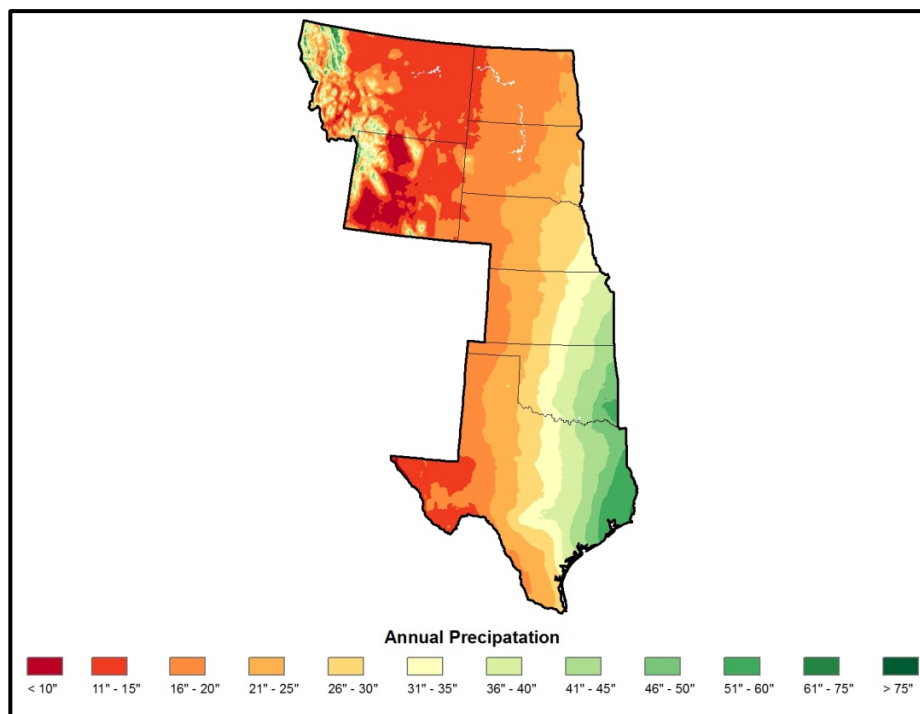 Annual Precipatation
< 10"
11" - 15"
16" - 20"
21" - 25"
26" - 30"
31" - 35"
36" - 40"
41" - 45"
46" - 50"
51" - 60"
61" - 75"
> 75"